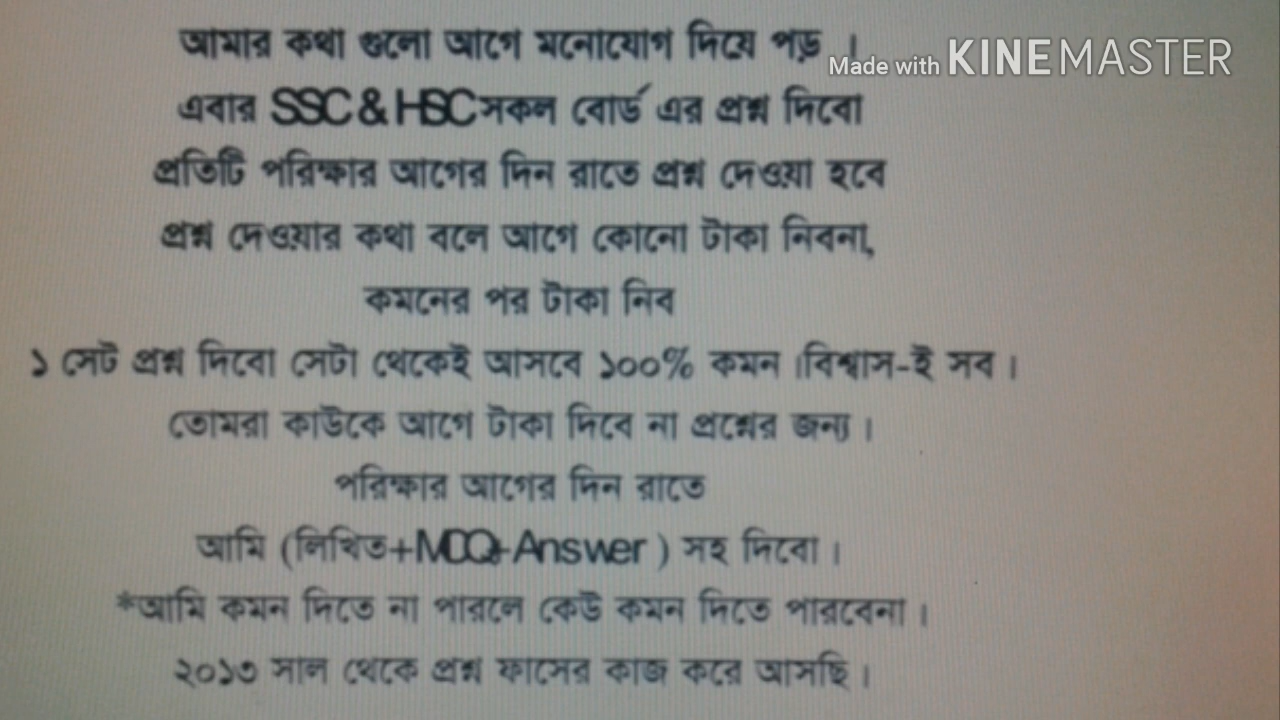 আমার কথা গুলো আগে মনোযোগ দিয়ে পড় ।
Made with KINEMASTER
এবার SSC & HSC সকল বোর্ড এর প্রশ্ন দিবো
প্রতিটি পরিক্ষার আগের দিন রাতে প্রশ্ন দেওয়া হবে
প্রশ্ন দেওয়ার কথা বলে আগে কোনো টাকা নিবনা,
কমনের পর টাকা নিব
১ সেট প্রশ্ন দিবো সেটা থেকেই আসবে ১০০% কমন ।বিশ্বাস-ই সব ।
তোমরা কাউকে আগে টাকা দিবে না প্রশ্নের জন্য ।
পরিক্ষার আগের দিন রাতে
আমি (লিখিত+MCQ+Answer ) সহ দিবো ।
*আমি কমন দিতে না পারলে কেউ কমন দিতে পারবেনা ।
২০১৩ সাল থেকে প্রশ্ন ফাসের কাজ করে আসছি ।